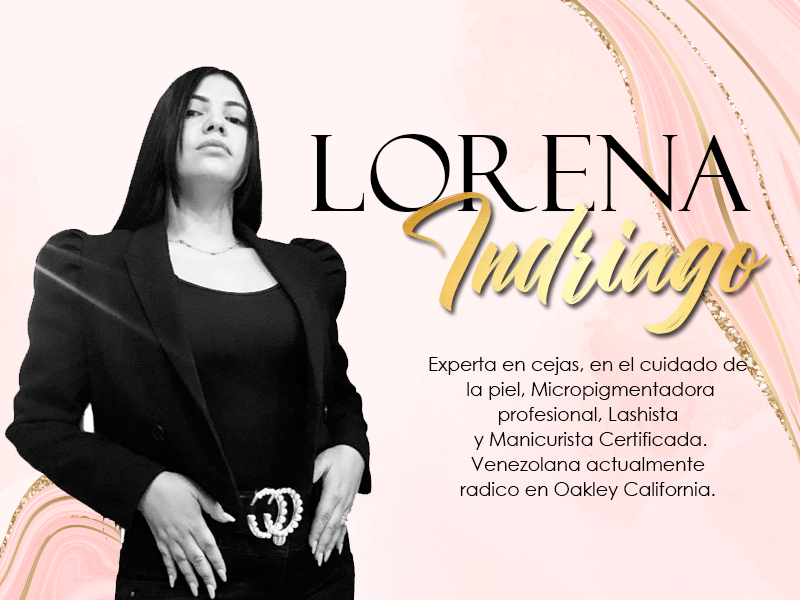 LORENA
Indriago
Experta en cejas, en el cuidado de
la piel, Micropigmentadora
profesional, Lashista
y Manicurista Certificada.
Venezolana actualmente
radico en Oakley California.